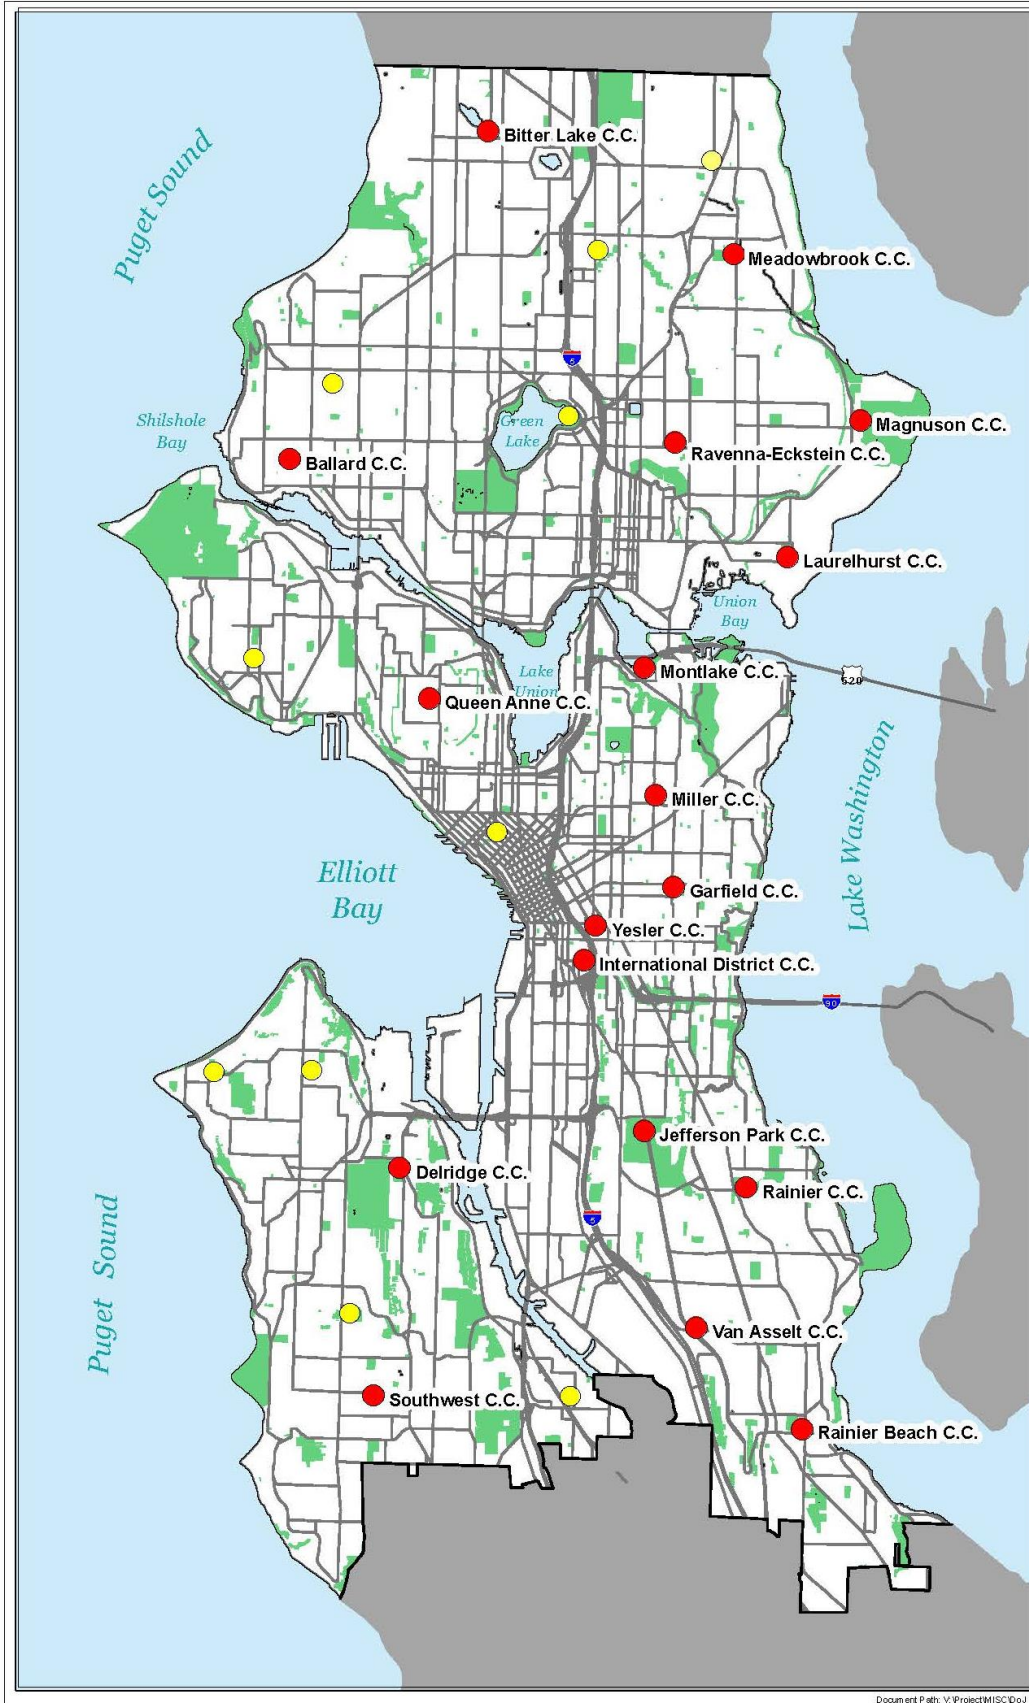 Puget Sound
Bitter Lake C.C.
Meadowbrook C.C.
5
Shilshole
Bay
Green
Lake
Magnuson C.C.
Ravenna-Eckstein C.C.
Ballard C.C.
Laurelhurst C.C.
Union
Bay
Montlake C.C.
520
Lake
Union
Queen Anne C.C.
Lake Washington
Miller C.C.
Elliott
Bay
Garfield C.C.
Yesler C.C.
International District C.C.
90
Jefferson Park C.C.
Delridge C.C.
Rainier C.C.
Puget Sound
5
Van Asselt C.C.
Southwest C.C.
Rainier Beach C.C.
Document Path: V:\Project\MISC\DoJ